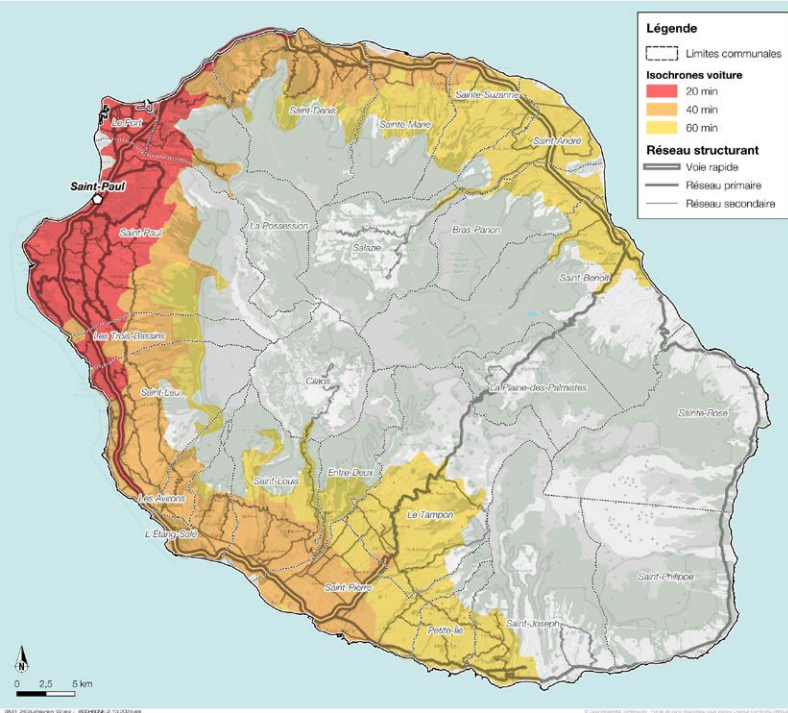 Légende
Limites communales
Isochrones voiture
20 min
40 min
60 min
Réseau structurant
Voie rapide
Réseau primaire
Réseau secondaire
Saint-Denis
Sainte-Marie
Sainte-Suzanne
Saint-André
Le Port
Saint-Paul
Saint-Paul
La Possession
Salazie
Bras-Panon
Saint-Benoît
Les Trois-Bassins
Saint-Leu
Cilaos
La Plaine-des-Palmistes
Sainte-Rose
Les Avirons
Saint-Louis
Entre-Deux
L'Étang-Salé
Le Tampon
Saint-Pierre
Petite-Île
Saint-Joseph
Saint-Philippe
N
0 2,5 5 km